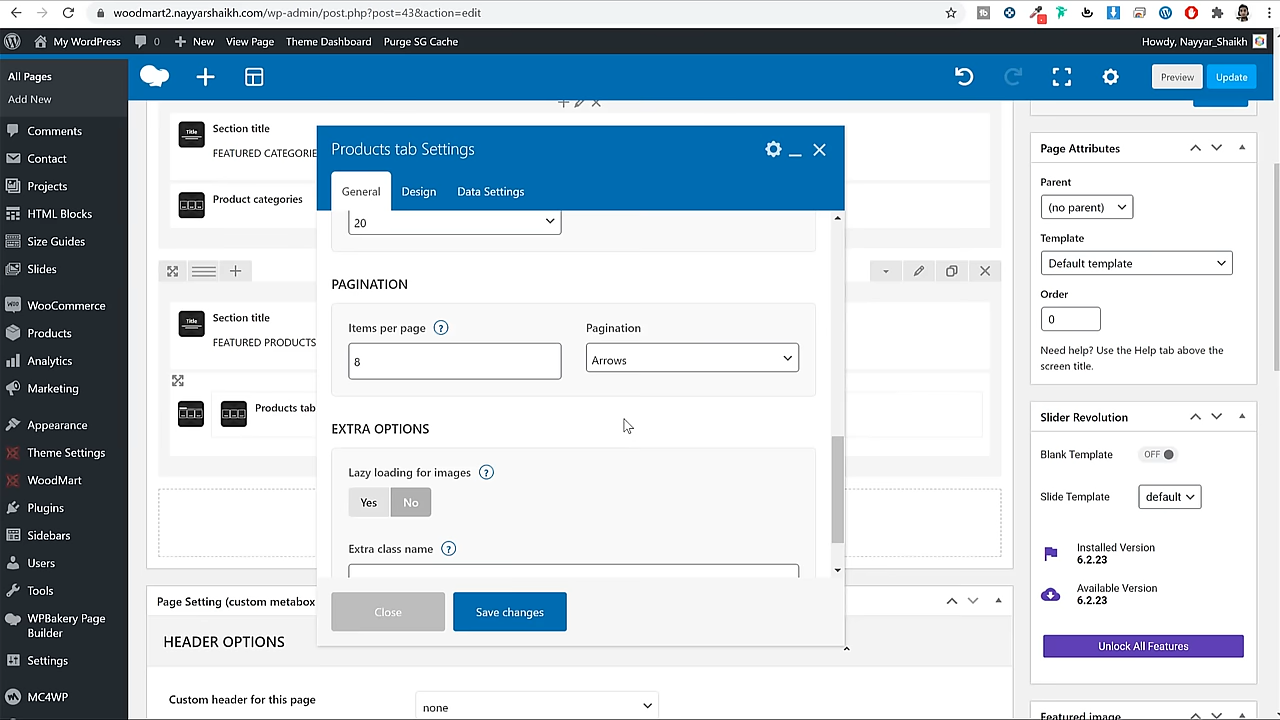 woodmart2.nayyarshaikh.com/wp-admin/post.php?post=43&action=edit
My WordPress
0
New
View Page
Theme Dashboard
Purge SG Cache
Howdy, Nayyar_Shaikh
All Pages
Add New
Comments
Contact
Projects
HTML Blocks
Size Guides
Slides
WooCommerce
Products
Analytics
Marketing
Appearance
Theme Settings
WoodMart
Plugins
Sidebars
Users
Tools
WPBakery Page
Builder
Settings
MC4WP
Preview
Update
Title
Section title
FEATURED CATEGORIE
Product categories
Title
Section title
FEATURED PRODUCTS
Products tab
Products tab Settings
General
Design
Data Settings
20
PAGINATION
Items per page ?
Pagination
8
Arrows
EXTRA OPTIONS
Lazy loading for images ?
Yes
No
Extra class name ?
Close
Save changes
Page Setting (custom metabox
HEADER OPTIONS
Custom header for this page
none
Page Attributes
Parent
(no parent)
Template
Default template
Order
0
Need help? Use the Help tab above the
screen title.
Slider Revolution
Blank Template
OFF
Slide Template
default
Installed Version
6.2.23
Available Version
6.2.23
Unlock All Features
Featured image